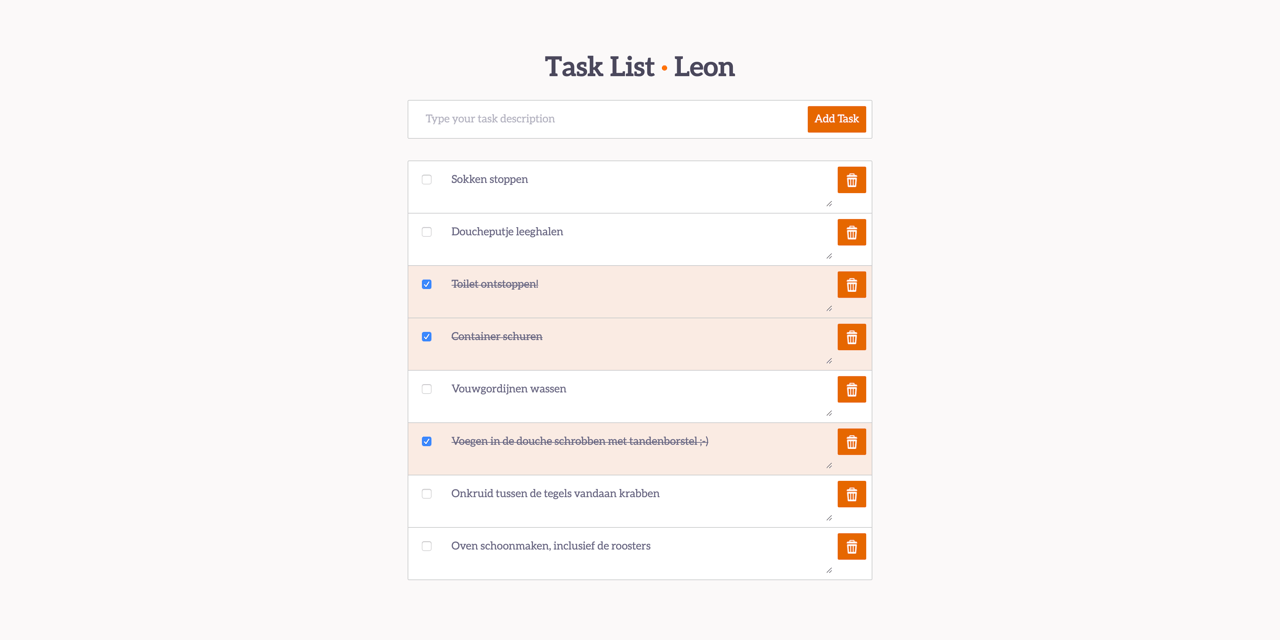 Task List · Leon
Type your task description
Add Task
Sokken stoppen
Doucheputje leeghalen
Toilet ontstoppen!
Container schuren
Vouwgordijnen wassen
Voegen in de douche schrobben met tandenborstel ;-)
Onkruid tussen de tegels vandaan krabben
Oven schoonmaken, inclusief de roosters